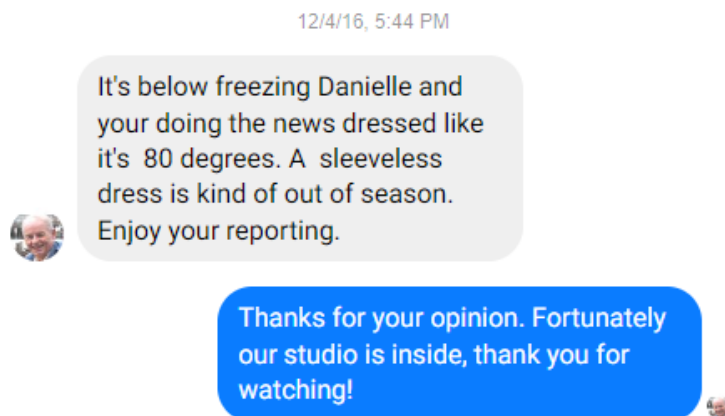 12/4/16, 5:44 PM
It's below freezing Danielle and
your doing the news dressed like
it's  80 degrees. A  sleeveless
dress is kind of out of season.
Enjoy your reporting.
Thanks for your opinion. Fortunately
our studio is inside, thank you for
watching!